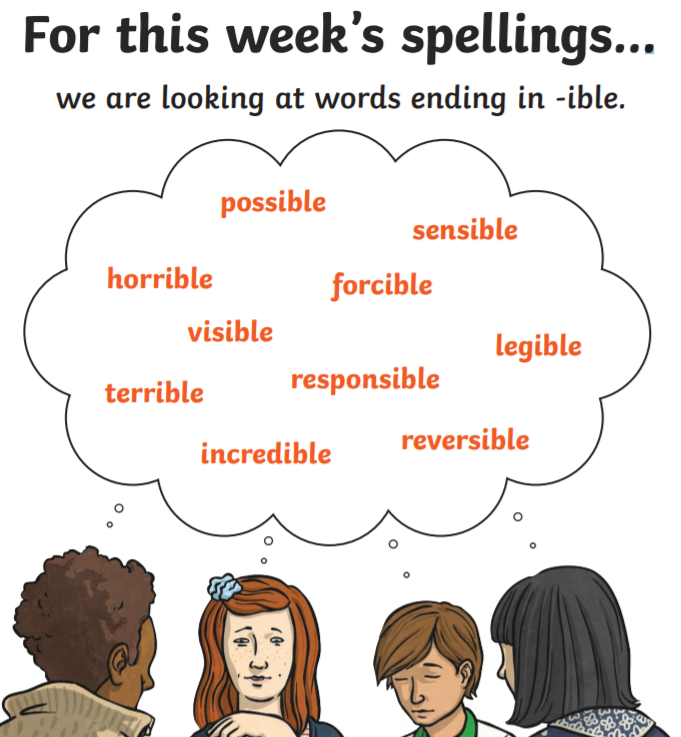 For this week's spellings...
we are looking at words ending in -ible.
possible
sensible
horrible
forcible
visible
legible
responsible
terrible
reversible
incredible